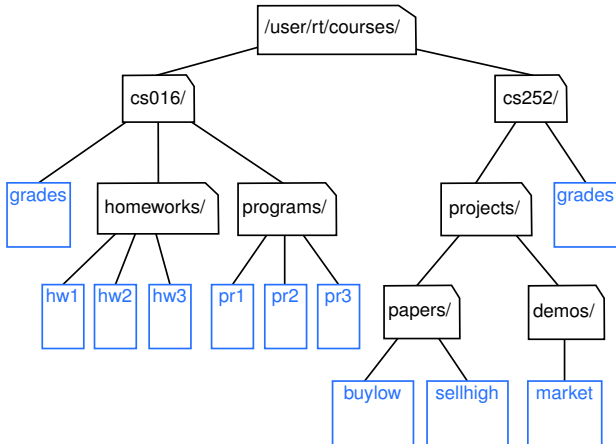 /user/rt/courses/
cs016/
cs252/
grades
homeworks/
programs/
projects/
grades
hw1
hw2
hw3
pr1
pr2
pr3
papers/
demos/
buylow
sellhigh
market